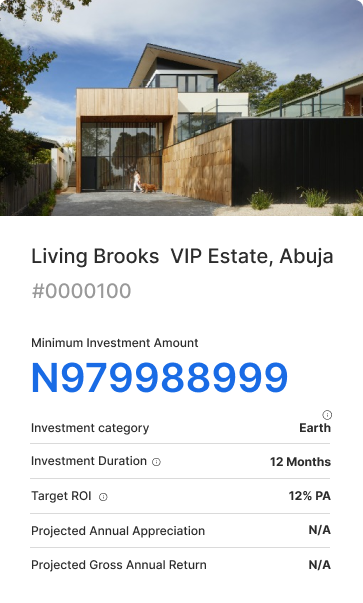 Living Brooks  VIP Estate, Abuja
#0000100
Minimum Investment Amount
N979988999
Investment category Earth
Investment Duration 12 Months
Target ROI 12% PA
Projected Annual Appreciation N/A
Projected Gross Annual Return N/A